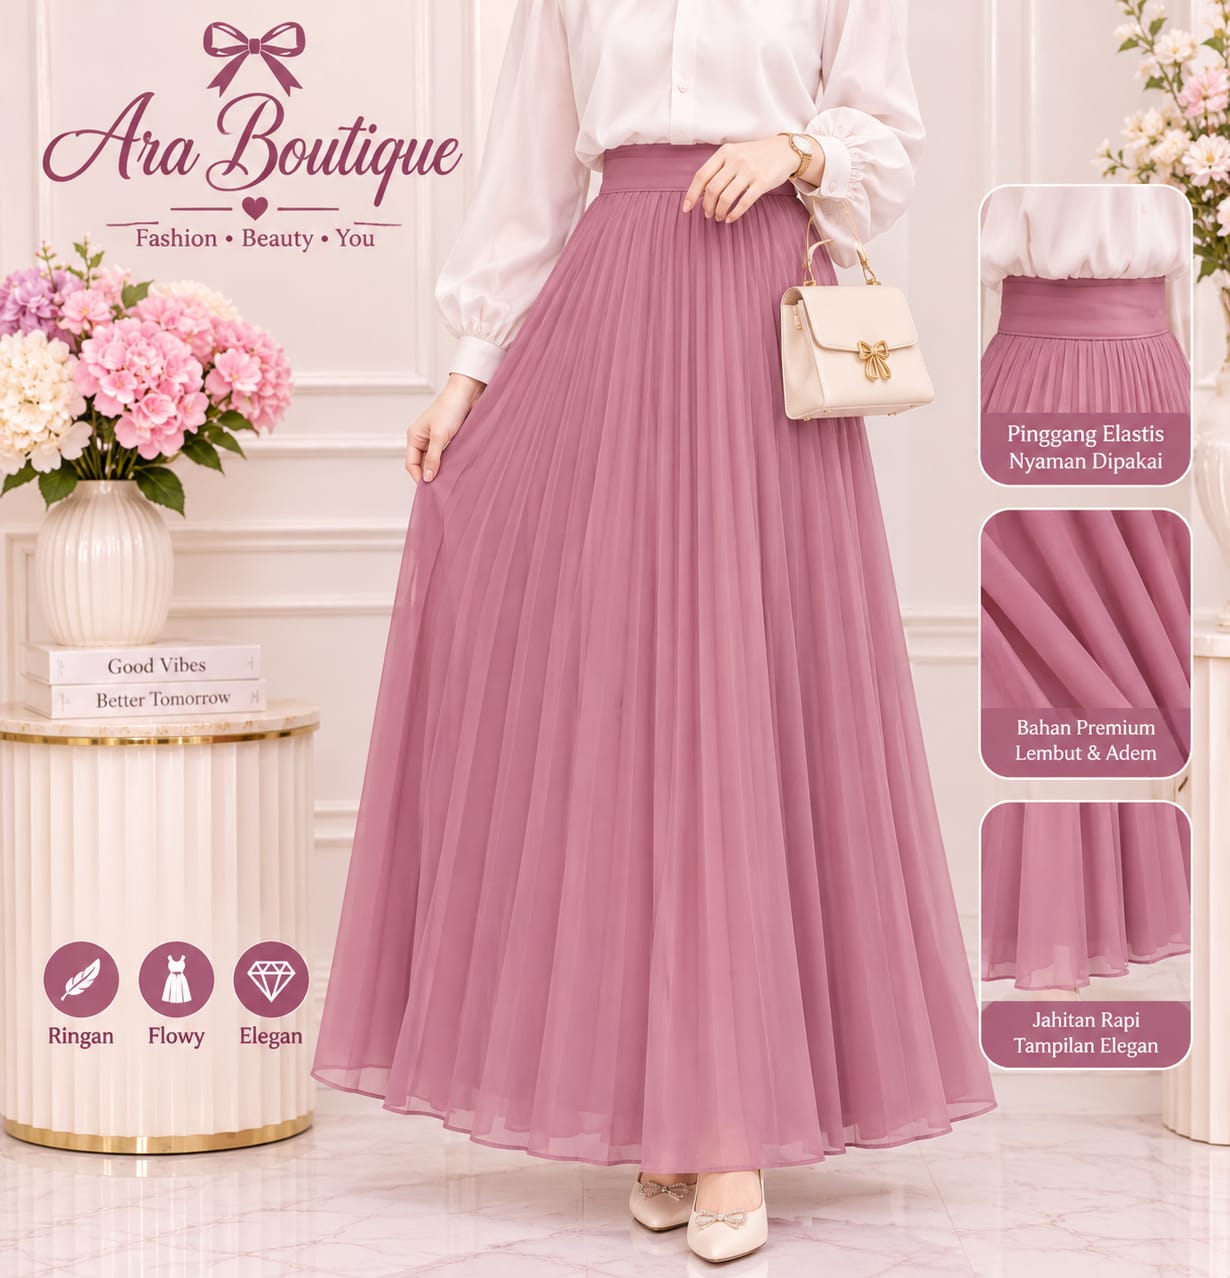 Ara Boutique
Fashion • Beauty • You
Good Vibes
Better Tomorrow
Pinggang Elastis
Nyaman Dipakai
Bahan Premium
Lembut & Adem
Jahitan Rapi
Tampilan Elegan
Ringan
Flowy
Elegan